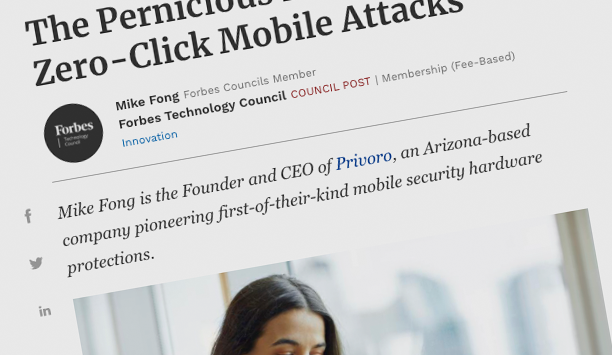 The Pernicious
Zero-Click Mobile Attacks
Forbes
Technology
Council
Mike Fong Forbes Councils Member
Forbes Technology Council COUNCIL POST | Membership (Fee-Based)
Innovation
Mike Fong is the Founder and CEO of Privoro, an Arizona-based
company pioneering first-of-their-kind mobile security hardware
protections.
f
in